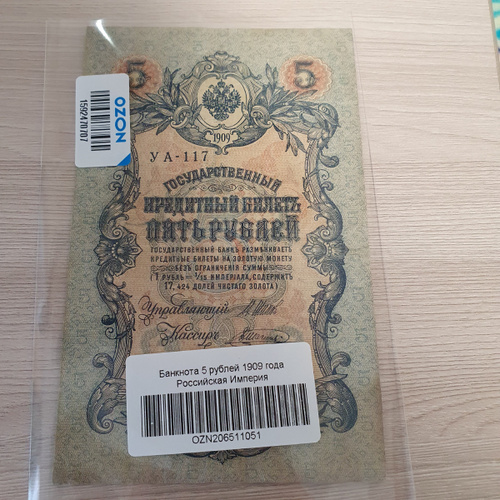 5 5
1909
OZON
1592478707
УА-117
ГОСУДАРСТВЕННЫЙ
КРЕДИТНЫЙ БИЛЕТЪ
ПЯТЬ РУБЛЕЙ
ГОСУДАРСТВЕННЫЙ БАНКЪ РАЗМѢНИВАЕТЪ
КРЕДИТНЫЕ БИЛЕТЫ НА ЗОЛОТУЮ МОНЕТУ
БЕЗЪ ОГРАНИЧЕНІЯ СУММЫ
(1 РУБЛЬ = 1/15 ИМПЕРІАЛА, СОДЕРЖИТЪ
17,424 ДОЛЕЙ ЧИСТАГО ЗОЛОТА)
Управляющій
Кассиръ
Банкнота 5 рублей 1909 года
Российская Империя
OZN206511051